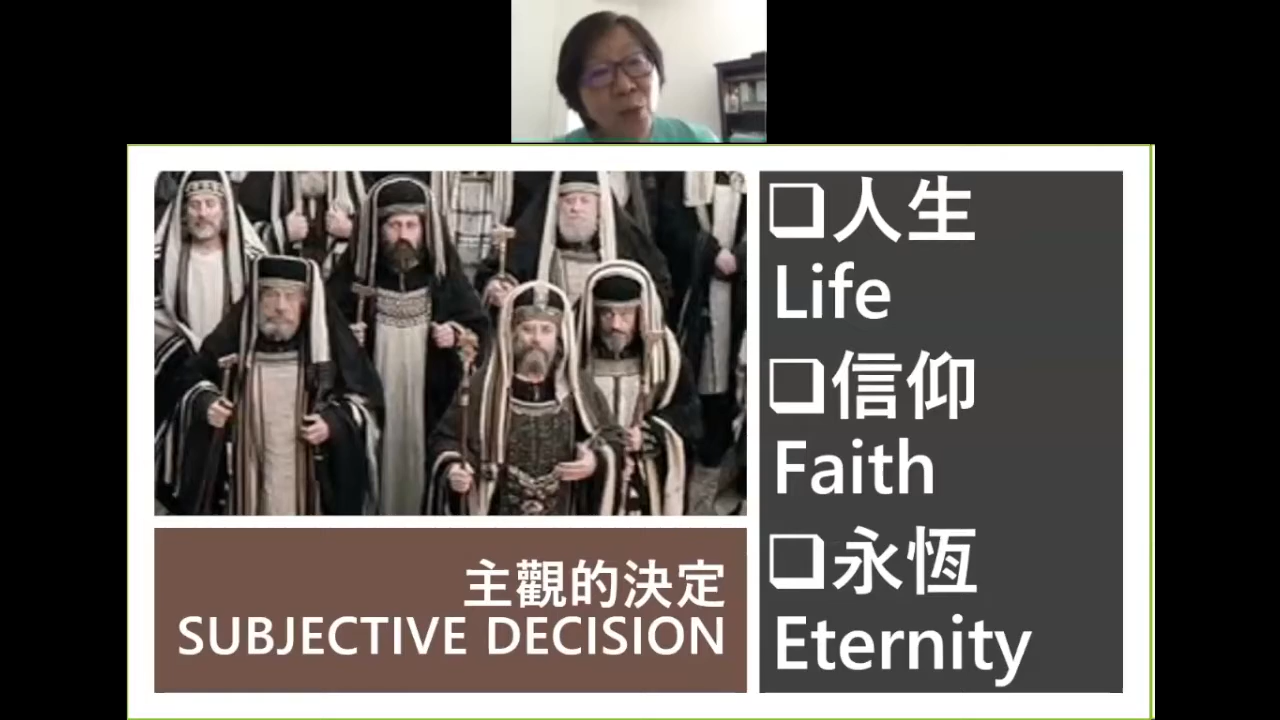 主觀的決定
SUBJECTIVE DECISION
❑人生
Life
❑信仰
Faith
❑永恆
Eternity